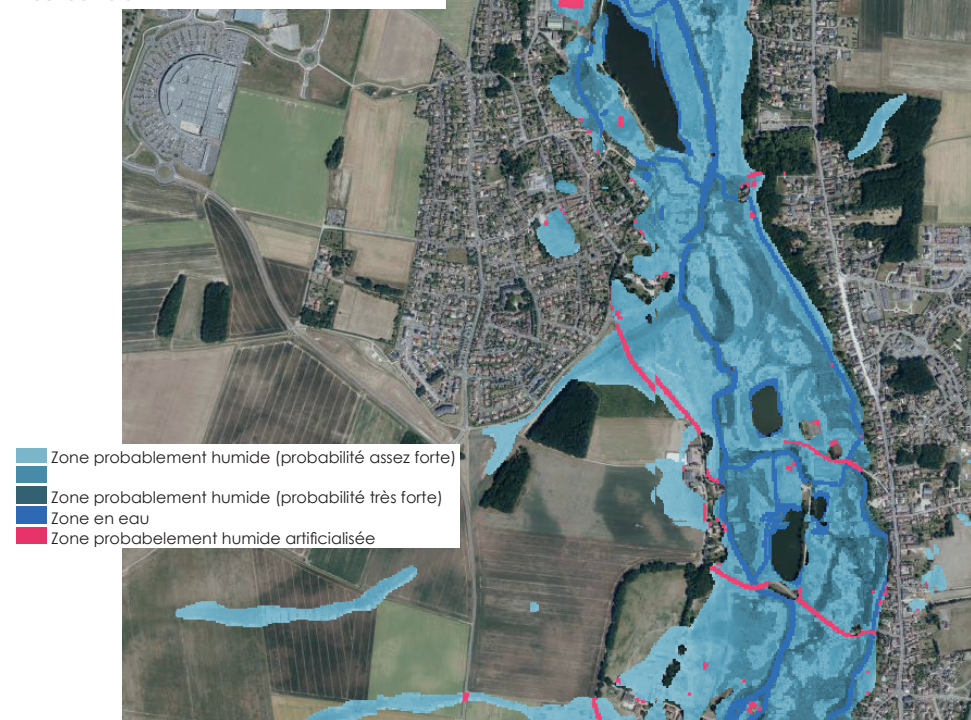 Zone probablement humide (probabilité assez forte)
Zone probablement humide (probabilité très forte)
Zone en eau
Zone probabelement humide artificialisée